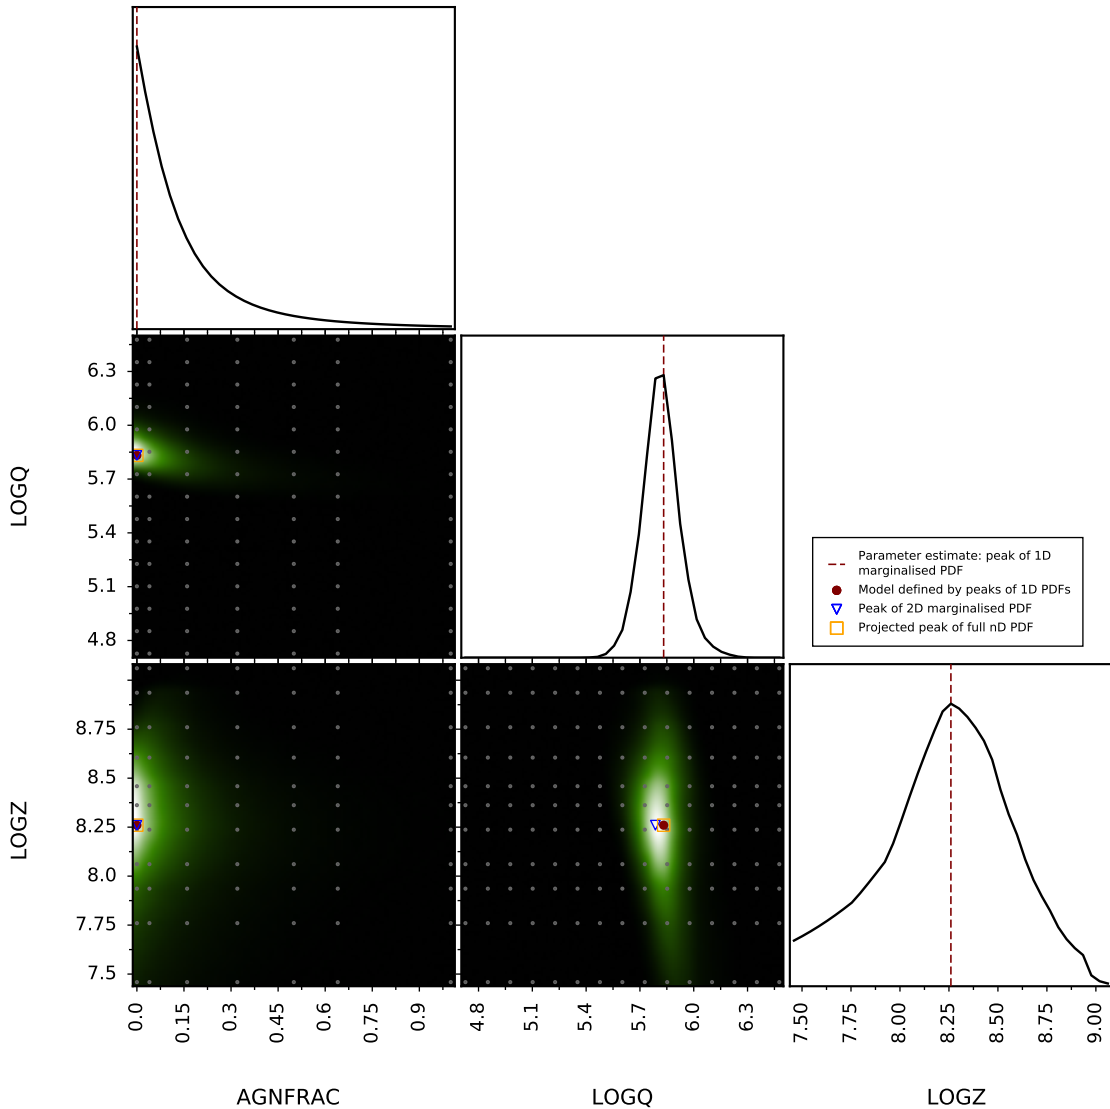 6.3
6.0
5.7
5.4
5.1
4.8
LOGQ
Parameter estimate: peak of 1D
marginalised PDF
Model defined by peaks of 1D PDFs
Peak of 2D marginalised PDF
Projected peak of full nD PDF
8.75
8.5
8.25
8.0
7.75
7.5
LOGZ
0.0 0.15 0.3 0.45 0.6 0.75 0.9
4.8 5.1 5.4 5.7 6.0 6.3
7.50 7.75 8.00 8.25 8.50 8.75 9.00
AGNFRAC
LOGQ
LOGZ